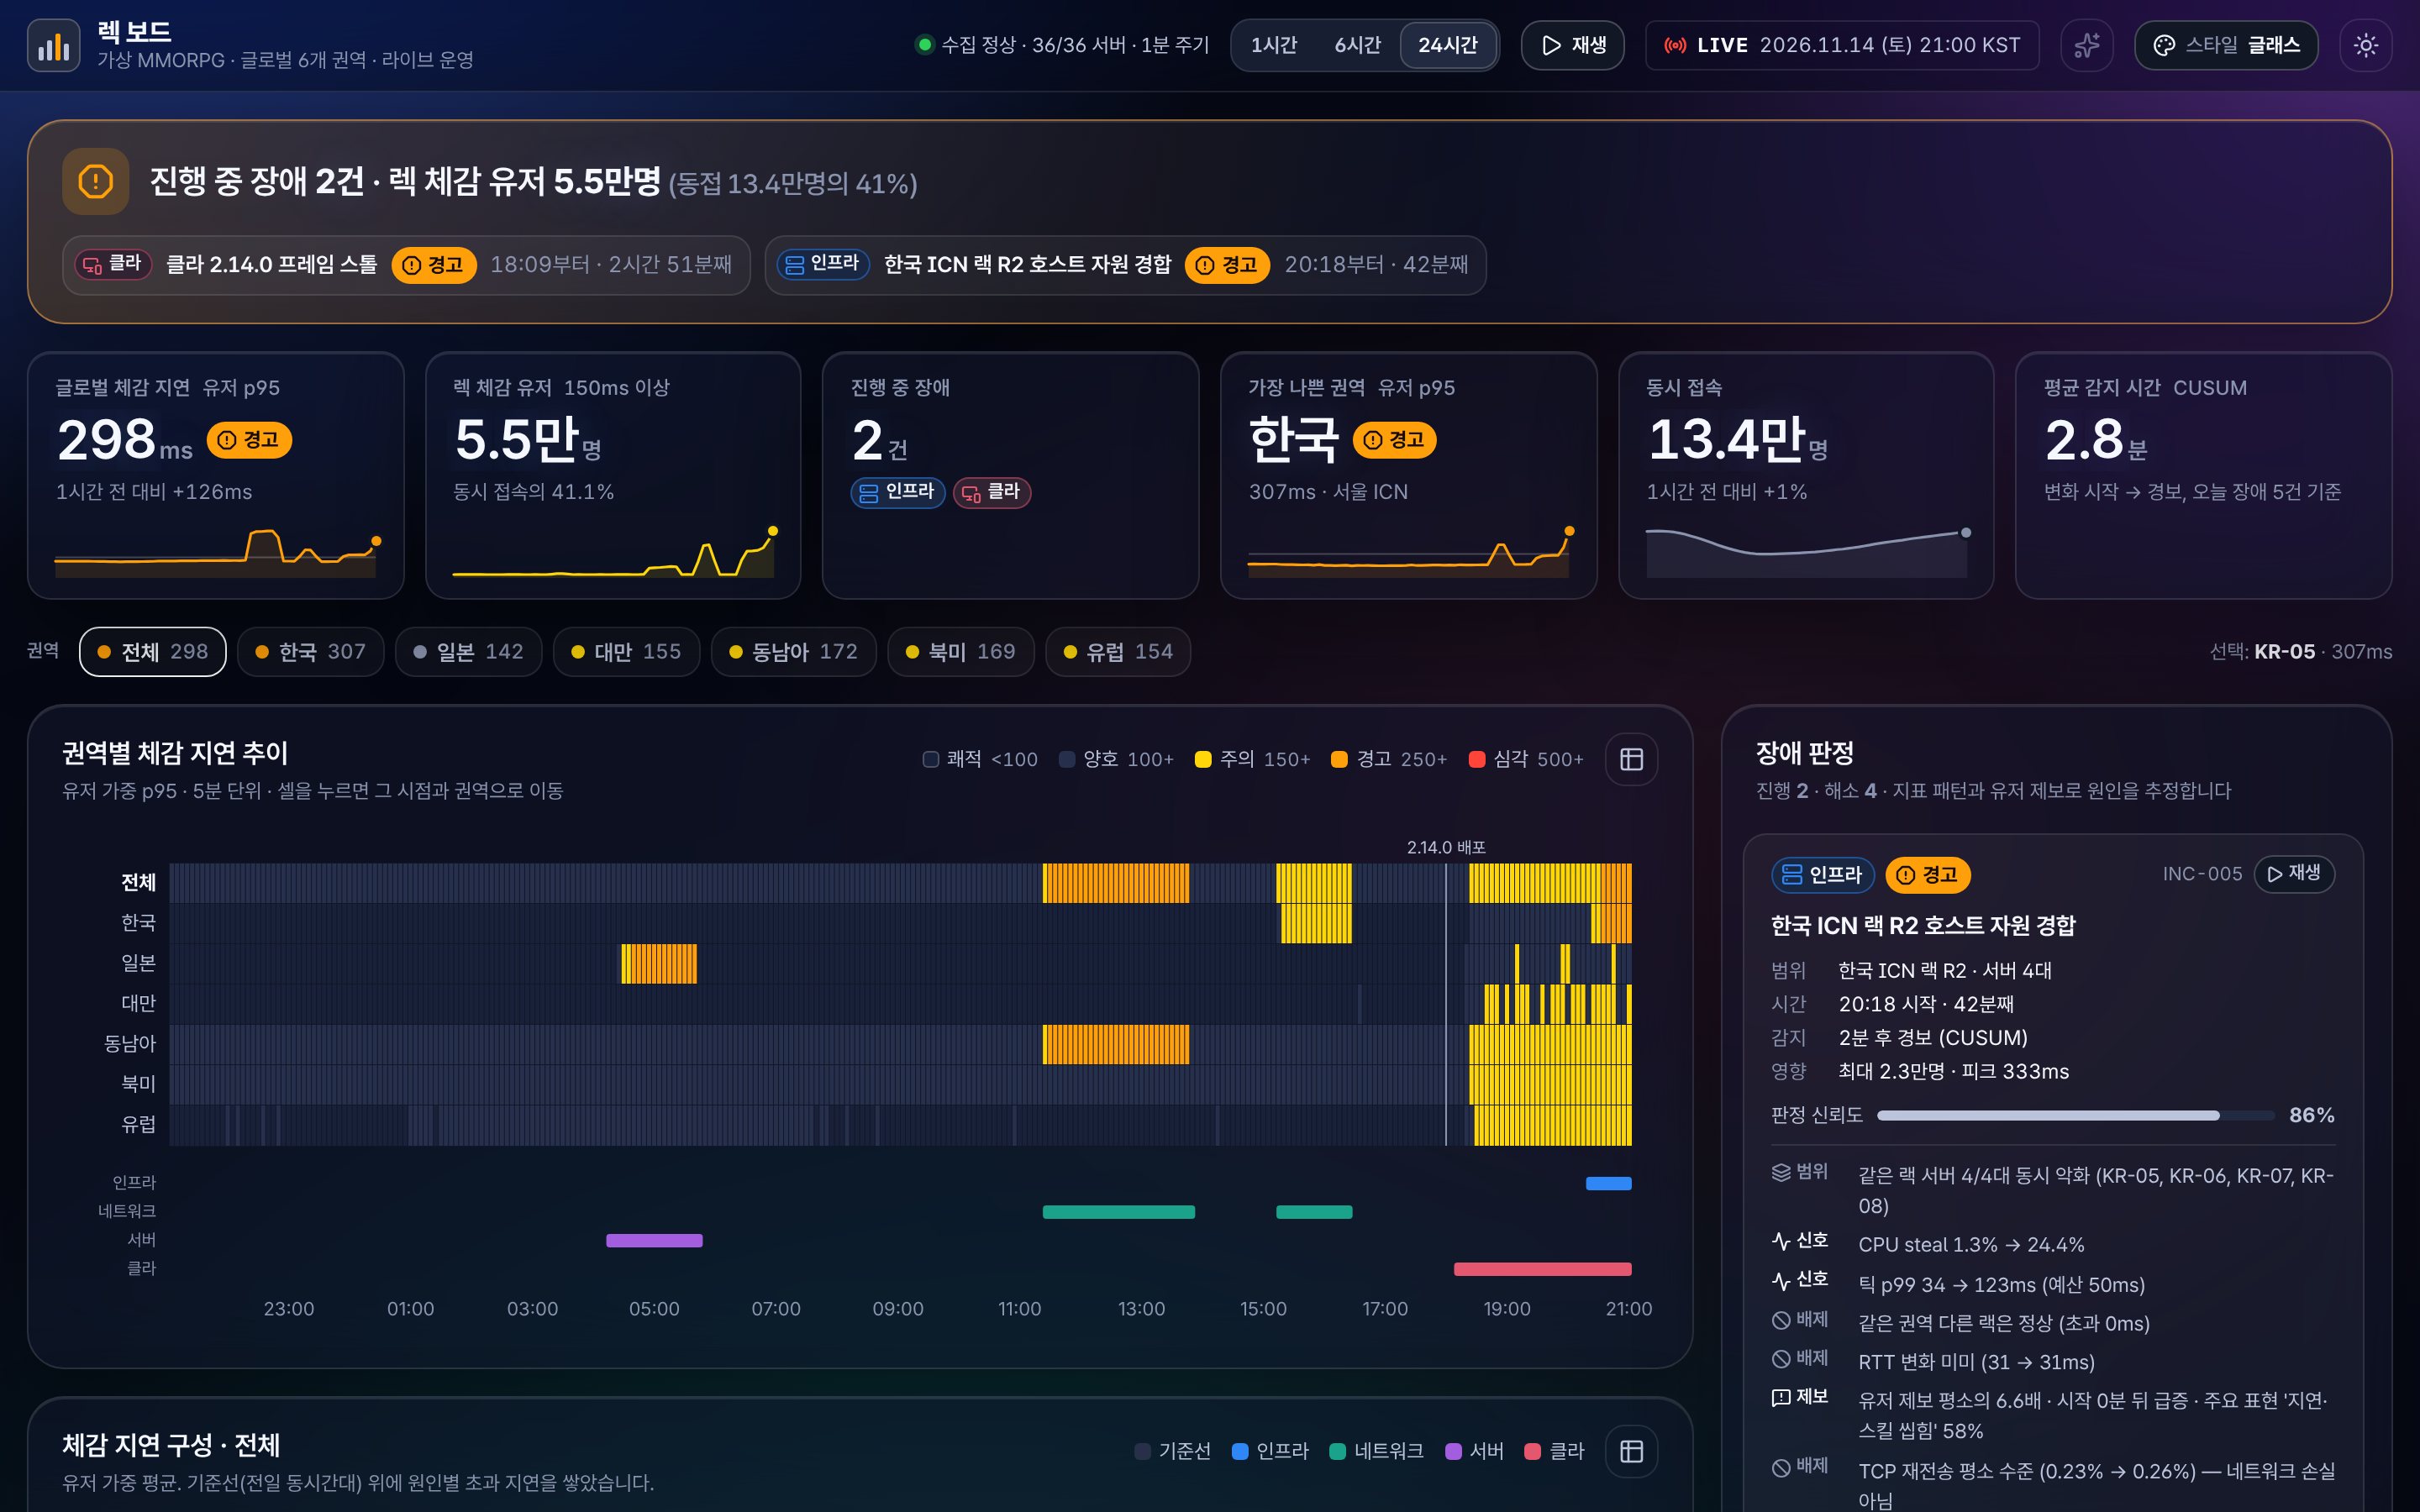 렉 보드
가상 MMORPG · 글로벌 6개 권역 · 라이브 운영
수집 정상 · 36/36 서버 · 1분 주기
1시간 6시간 24시간
재생
LIVE 2026.11.14 (토) 21:00 KST
스타일 글래스
진행 중 장애 2건 · 렉 체감 유저 5.5만명 (동접 13.4만명의 41%)
클라 클라 2.14.0 프레임 스톨 경고 18:09부터 · 2시간 51분째
인프라 한국 ICN 랙 R2 호스트 자원 경합 경고 20:18부터 · 42분째
글로벌 체감 지연 유저 p95
298ms 경고
1시간 전 대비 +126ms
렉 체감 유저 150ms 이상
5.5만명
동시 접속의 41.1%
진행 중 장애
2건
인프라 클라
가장 나쁜 권역 유저 p95
한국 경고
307ms · 서울 ICN
동시 접속
13.4만명
1시간 전 대비 +1%
평균 감지 시간 CUSUM
2.8분
변화 시작 → 경보, 오늘 장애 5건 기준
권역 전체 298 한국 307 일본 142 대만 155 동남아 172 북미 169 유럽 154
선택: KR-05 · 307ms
권역별 체감 지연 추이
유저 가중 p95 · 5분 단위 · 셀을 누르면 그 시점과 권역으로 이동
쾌적 <100 양호 100+ 주의 150+ 경고 250+ 심각 500+
2.14.0 배포
전체
한국
일본
대만
동남아
북미
유럽
인프라
네트워크
서버
클라
23:00 01:00 03:00 05:00 07:00 09:00 11:00 13:00 15:00 17:00 19:00 21:00
장애 판정
진행 2 · 해소 4 · 지표 패턴과 유저 제보로 원인을 추정합니다
인프라 경고 INC-005 재생
한국 ICN 랙 R2 호스트 자원 경합
범위 한국 ICN 랙 R2 · 서버 4대
시간 20:18 시작 · 42분째
감지 2분 후 경보 (CUSUM)
영향 최대 2.3만명 · 피크 333ms
판정 신뢰도 86%
범위 같은 랙 서버 4/4대 동시 악화 (KR-05, KR-06, KR-07, KR-
08)
신호 CPU steal 1.3% → 24.4%
신호 틱 p99 34 → 123ms (예산 50ms)
배제 같은 권역 다른 랙은 정상 (초과 0ms)
배제 RTT 변화 미미 (31 → 31ms)
제보 유저 제보 평소의 6.6배 · 시작 0분 뒤 급증 · 주요 표현 '지연·
스킬 씹힘' 58%
배제 TCP 재전송 평소 수준 (0.23% → 0.26%) — 네트워크 손실
아님
체감 지연 구성 · 전체
유저 가중 평균. 기준선(전일 동시간대) 위에 원인별 초과 지연을 쌓았습니다.
기준선 인프라 네트워크 서버 클라